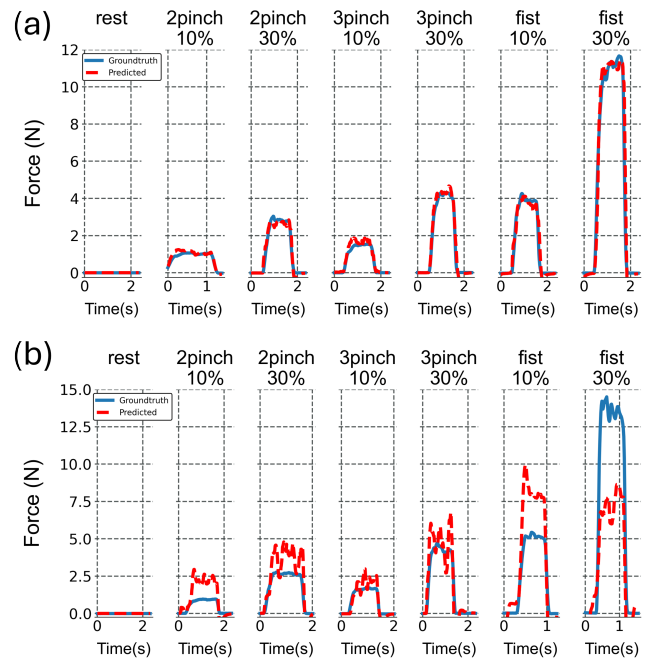 (a)
rest 2pinch 2pinch 3pinch 3pinch fist fist
10% 30% 10% 30% 10% 30%
12
Groundtruth
Predicted
10
8
6
4
2
0
Force (N)
0 2 0 1 0 2 0 2 0 2 0 2 0 2
Time(s) Time(s) Time(s) Time(s) Time(s) Time(s) Time(s)
(b)
rest 2pinch 2pinch 3pinch 3pinch fist fist
10% 30% 10% 30% 10% 30%
15.0
Groundtruth
Predicted
12.5
10.0
7.5
5.0
2.5
0.0
Force (N)
0 2 0 2 0 2 0 2 0 2 0 1 0 1
Time(s) Time(s) Time(s) Time(s) Time(s) Time(s) Time(s)